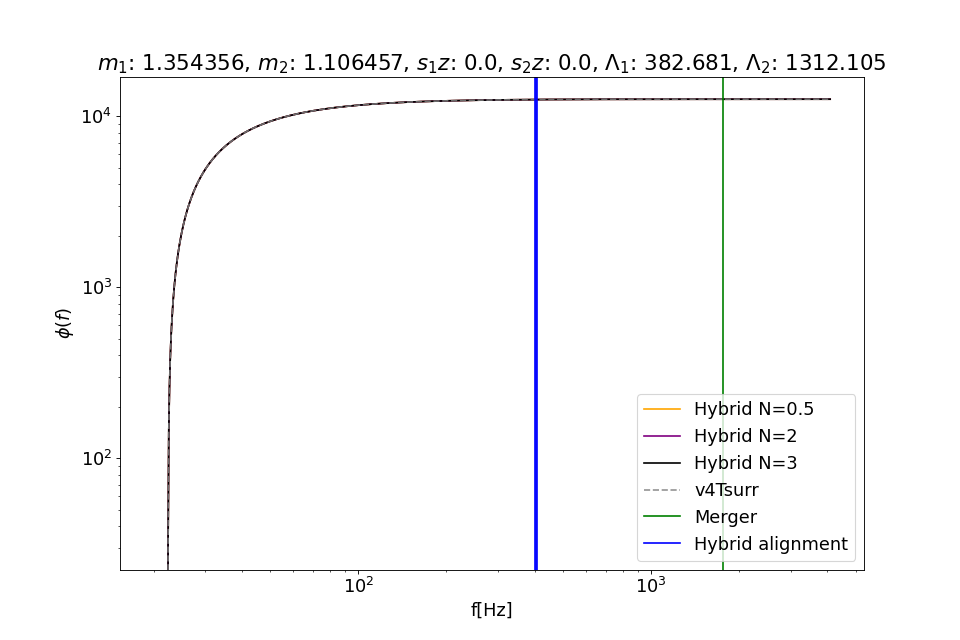 m₁: 1.354356, m₂: 1.106457, s₁z: 0.0, s₂z: 0.0, Λ₁: 382.681, Λ₂: 1312.105
10⁴
10³
10²
ϕ(f)
Hybrid N=0.5
Hybrid N=2
Hybrid N=3
v4Tsurr
Merger
Hybrid alignment
10² 10³
f[Hz]